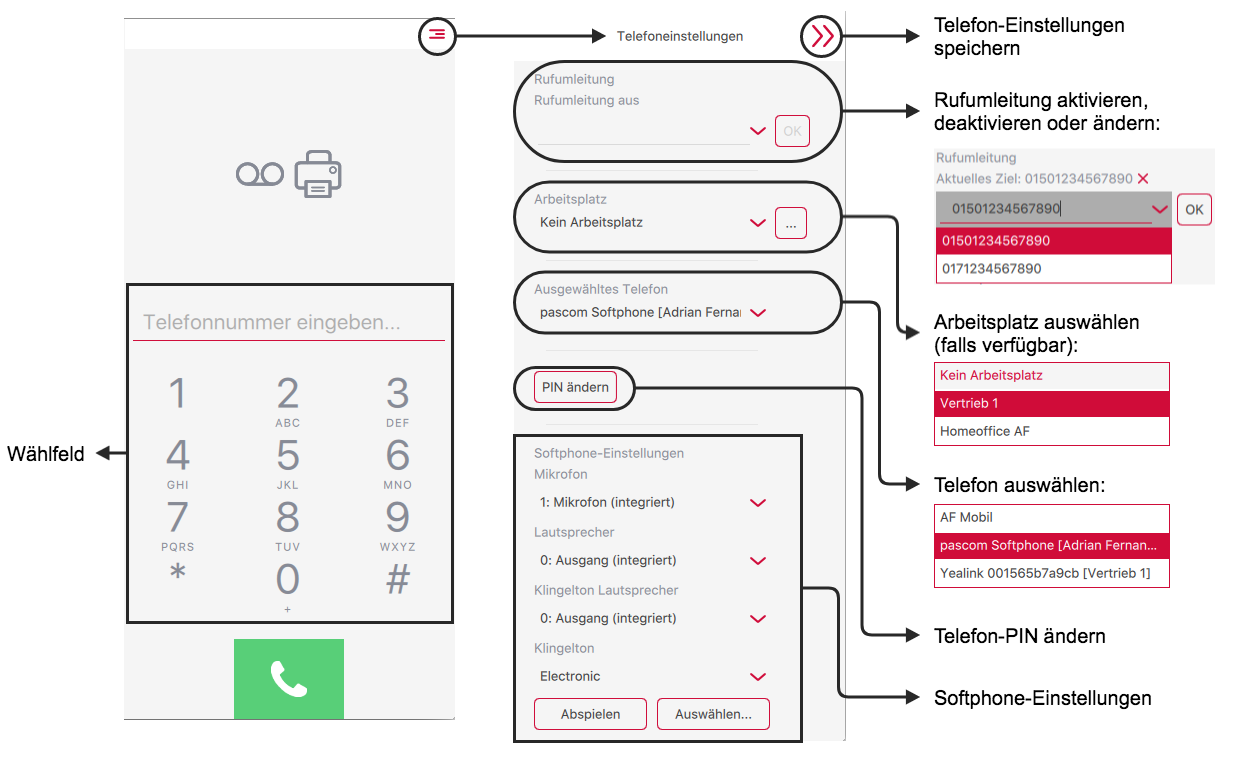 Telefoneinstellungen
Telefon-Einstellungen
speichern
Rufumleitung
Rufumleitung aus
OK
Rufumleitung aktivieren,
deaktivieren oder ändern:
Rufumleitung
Aktuelles Ziel: 01501234567890
01501234567890
OK
01501234567890
0171234567890
Arbeitsplatz
Kein Arbeitsplatz
...
Arbeitsplatz auswählen
(falls verfügbar):
Kein Arbeitsplatz
Vertrieb 1
Homeoffice AF
Ausgewähltes Telefon
pascom Softphone [Adrian Fernar
Telefon auswählen:
AF Mobil
pascom Softphone [Adrian Fernan...
Yealink 001565b7a9cb [Vertrieb 1]
PIN ändern
Telefon-PIN ändern
Softphone-Einstellungen
Mikrofon
1: Mikrofon (integriert)
Lautsprecher
0: Ausgang (integriert)
Klingelton Lautsprecher
0: Ausgang (integriert)
Klingelton
Electronic
Abspielen
Auswählen...
Softphone-Einstellungen
Wählfeld
Telefonnummer eingeben...
1 2 3
ABC DEF
4 5 6
GHI JKL MNO
7 8 9
PQRS TUV WXYZ
* 0 #
+